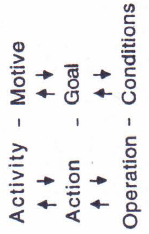 Activity - Motive
Action - Goal
Operation - Conditions